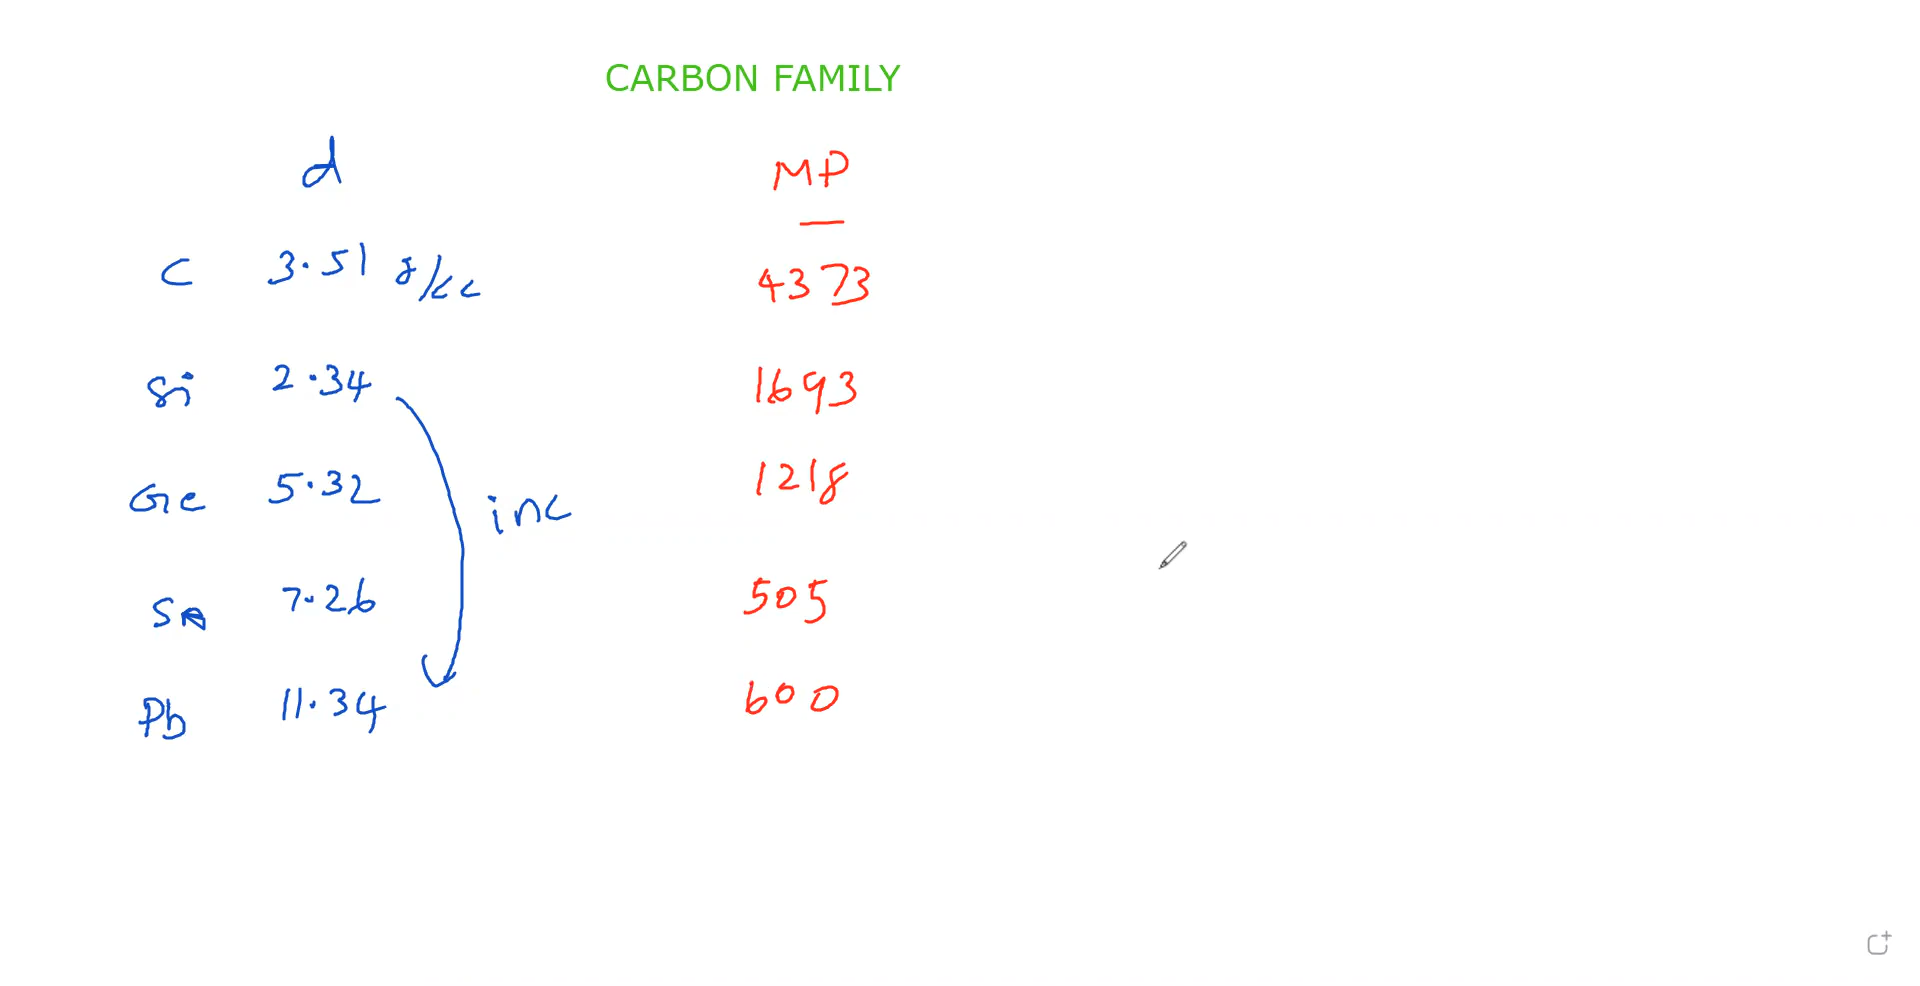 CARBON FAMILY
d MP
C 3.51 g/cc 4373
Si 2.34 1693
Ge 5.32 inc 1218
Sn 7.26 505
Pb 11.34 600